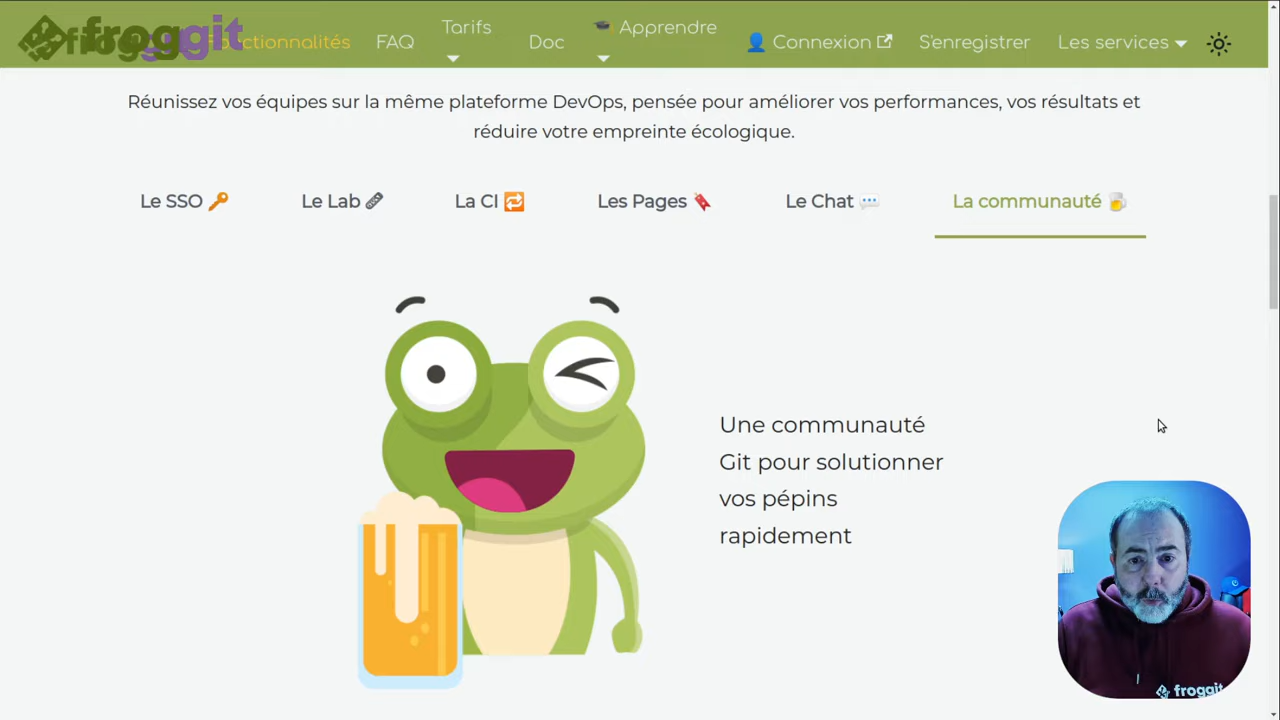 froggit
Fonctionnalités
FAQ
Tarifs
Doc
Apprendre
Connexion
S'enregistrer
Les services
Réunissez vos équipes sur la même plateforme DevOps, pensée pour améliorer vos performances, vos résultats et
réduire votre empreinte écologique.
Le SSO
Le Lab
La CI
Les Pages
Le Chat
La communauté
Une communauté
Git pour solutionner
vos pépins
rapidement
froggit